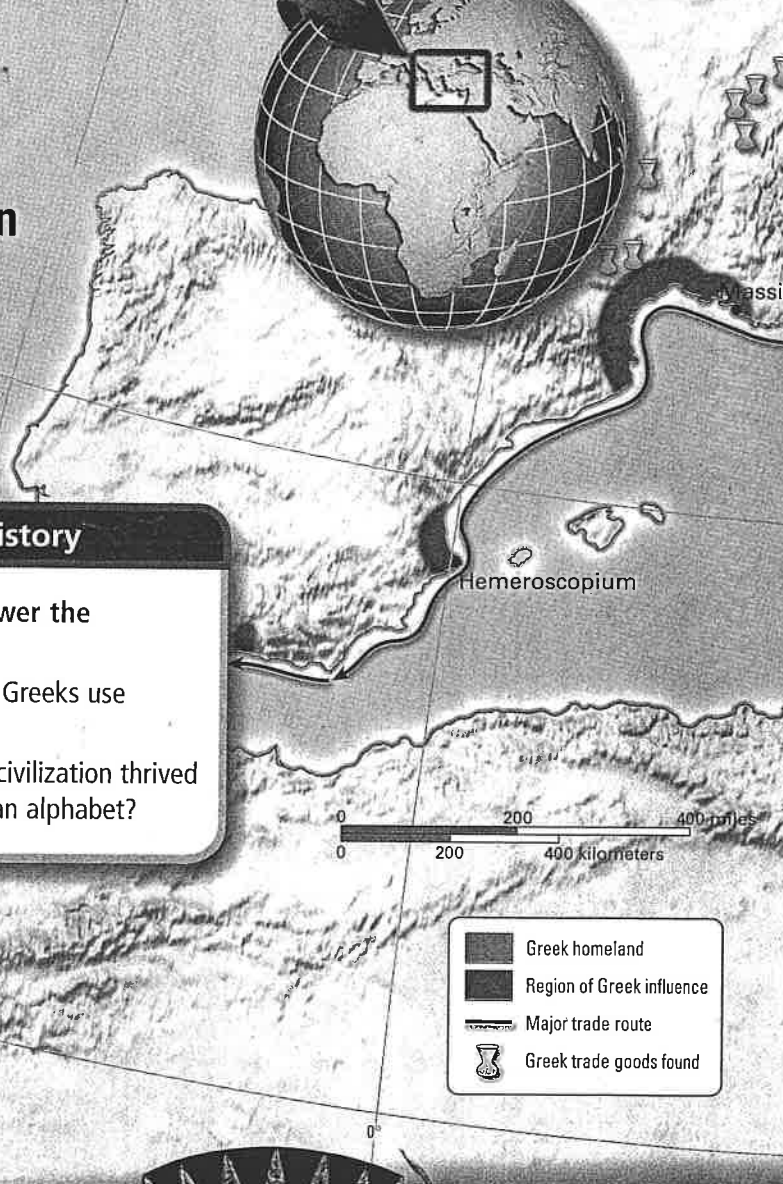 n
Massi
Hemeroscopium
istory
wer the
Greeks use
civilization thrived
an alphabet?
0 200 400 miles
0 200 400 kilometers
Greek homeland
Region of Greek influence
Major trade route
Greek trade goods found
0°